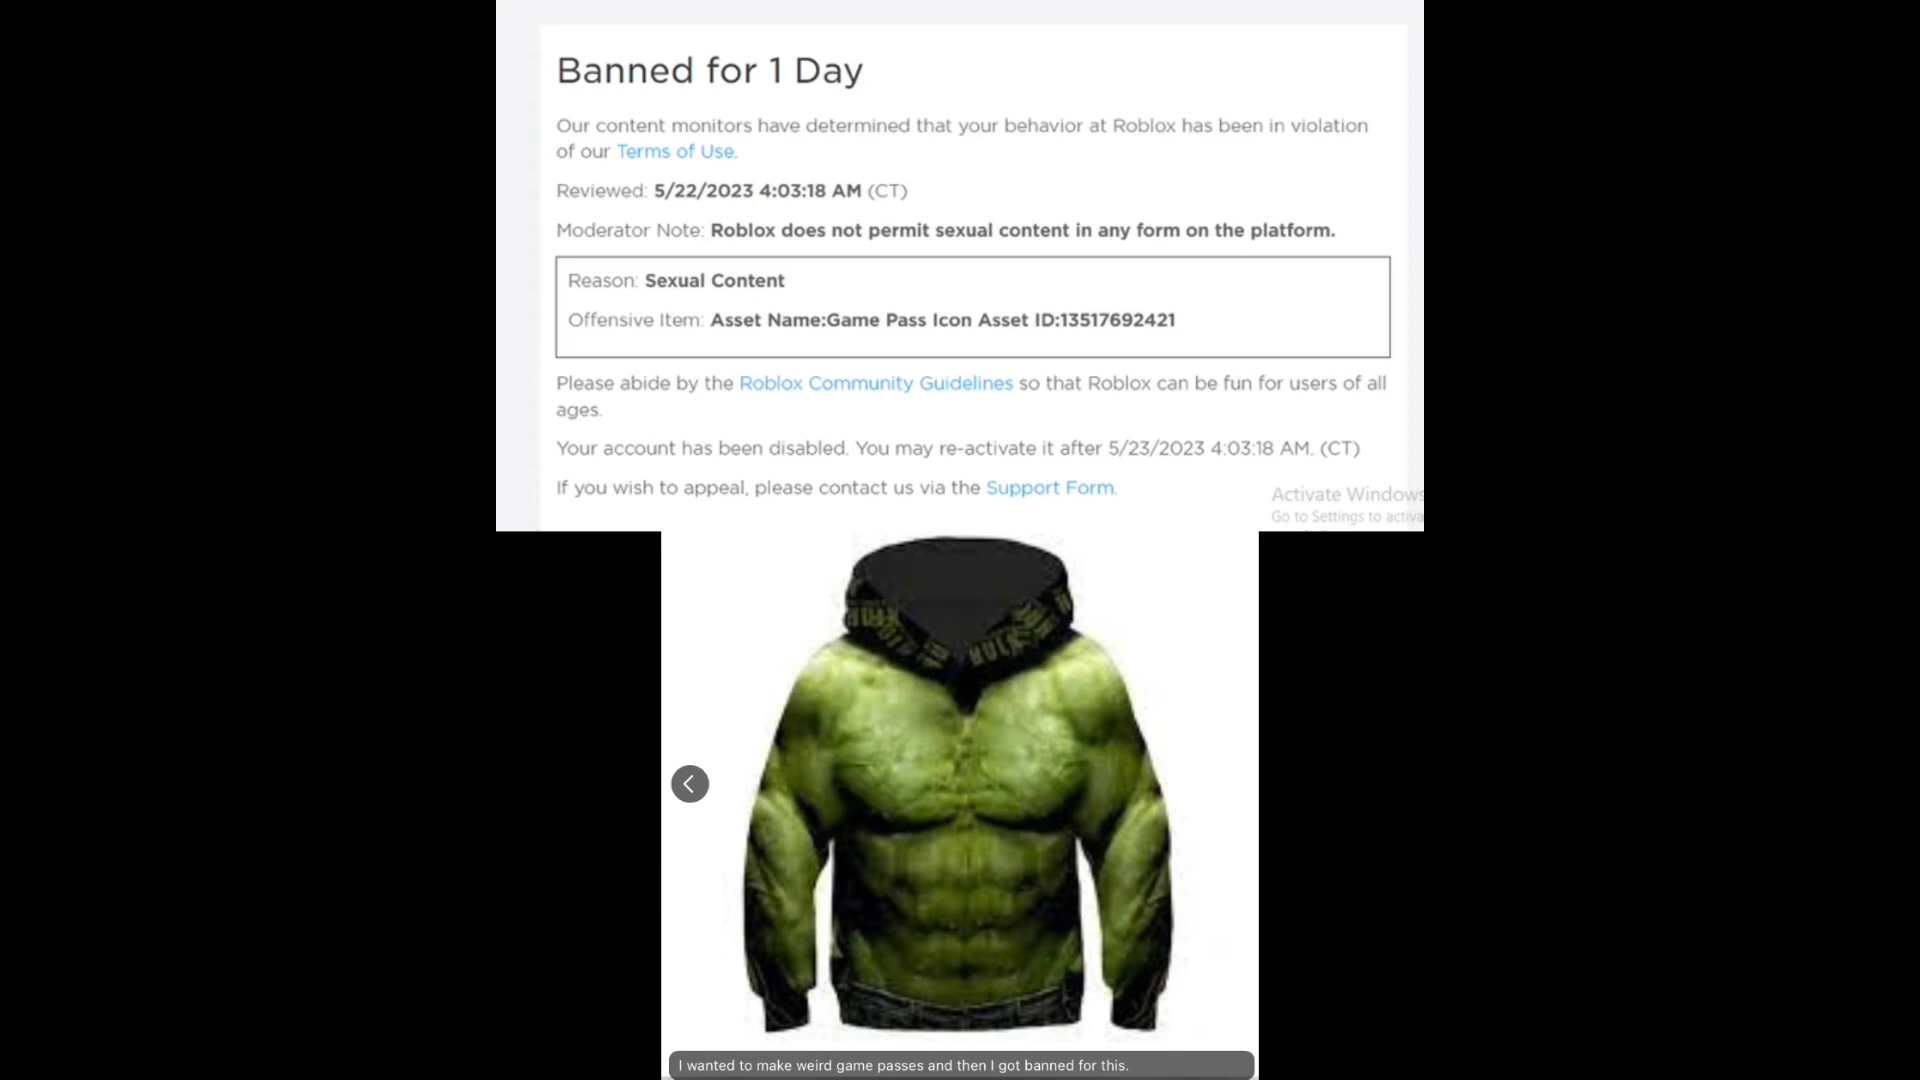 Banned for 1 Day
Our content monitors have determined that your behavior at Roblox has been in violation
of our Terms of Use.
Reviewed: 5/22/2023 4:03:18 AM (CT)
Moderator Note: Roblox does not permit sexual content in any form on the platform.
Reason: Sexual Content
Offensive Item: Asset Name:Game Pass Icon Asset ID:13517692421
Please abide by the Roblox Community Guidelines so that Roblox can be fun for users of all
ages.
Your account has been disabled. You may re-activate it after 5/23/2023 4:03:18 AM. (CT)
If you wish to appeal, please contact us via the Support Form.
Activate Windows
Go to Settings to activa
HULK
I wanted to make weird game passes and then I got banned for this.